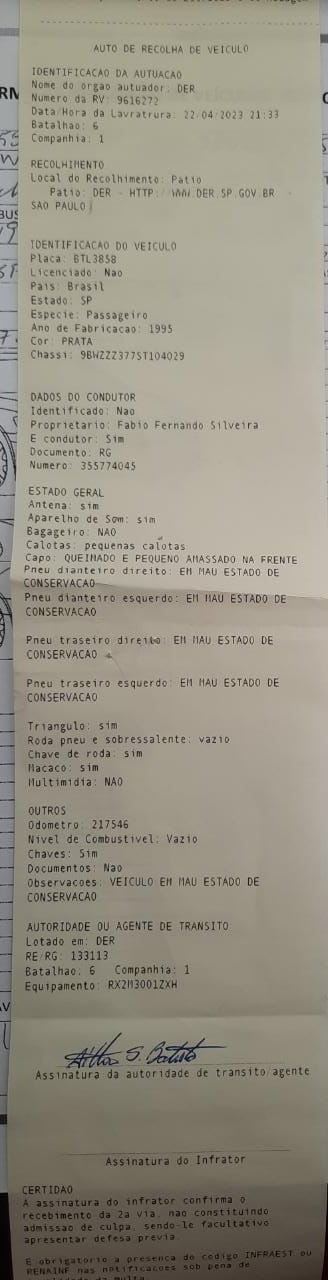 AUTO DE RECOLHA DE VEICULO
IDENTIFICACAO DA AUTUACAO
Nome do orgao autuador: DER
Numero da RV: 9616272
Data/Hora da Lavratrura: 22/04/2023 21:33
Batalhao: 6
Companhia: 1
RECOLHIMENTO
Local do Recolhimento: Patio
Patio: DER - HTTP://WWW.DER.SP.GOV.BR -
SAO PAULO
IDENTIFICACAO DO VEICULO
Placa: BTL3858
Licenciado: Nao
Pais: Brasil
Estado: SP
Especie: Passageiro
Ano de Fabricacao: 1995
Cor: PRATA
Chassi: 9BWZZZ377ST104029
DADOS DO CONDUTOR
Identificado: Nao
Proprietario: Fabio Fernando Silveira
E condutor: Sim
Documento: RG
Numero: 355774045
ESTADO GERAL
Antena: sim
Aparelho de Som: sim
Bagageiro: NAO
Calotas: pequenas calotas
Capo: QUEIMADO E PEQUENO AMASSADO NA FRENTE
Pneu dianteiro direito: EM MAU ESTADO DE
CONSERVACAO
Pneu dianteiro esquerdo: EM MAU ESTADO DE
CONSERVACAO
Pneu traseiro direito: EM MAU ESTADO DE
CONSERVACAO
Pneu traseiro esquerdo: EM MAU ESTADO DE
CONSERVACAO
Triangulo: sim
Roda pneu e sobressalente: vazio
Chave de roda: sim
Macaco: sim
Multimidia: NAO
OUTROS
Odometro: 217546
Nivel de Combustivel: Vazio
Chaves: Sim
Documentos: Nao
Observacoes: VEICULO EM MAU ESTADO DE
CONSERVACAO
AUTORIDADE OU AGENTE DE TRANSITO
Lotado em: DER
RE/RG: 133113
Batalhao: 6 Companhia: 1
Equipamento: RX2M3001ZXH
Assinatura da autoridade de transito/agente
Assinatura do Infrator
CERTIDAO
A assinatura do infrator confirma o
recebimento da 2a via, nao constituindo
admissao de culpa, sendo-le facultativo
apresentar defesa previa.
E obrigatorio a presenca do codigo INFRAEST ou
RENAINF nas notificacoes sob pena de